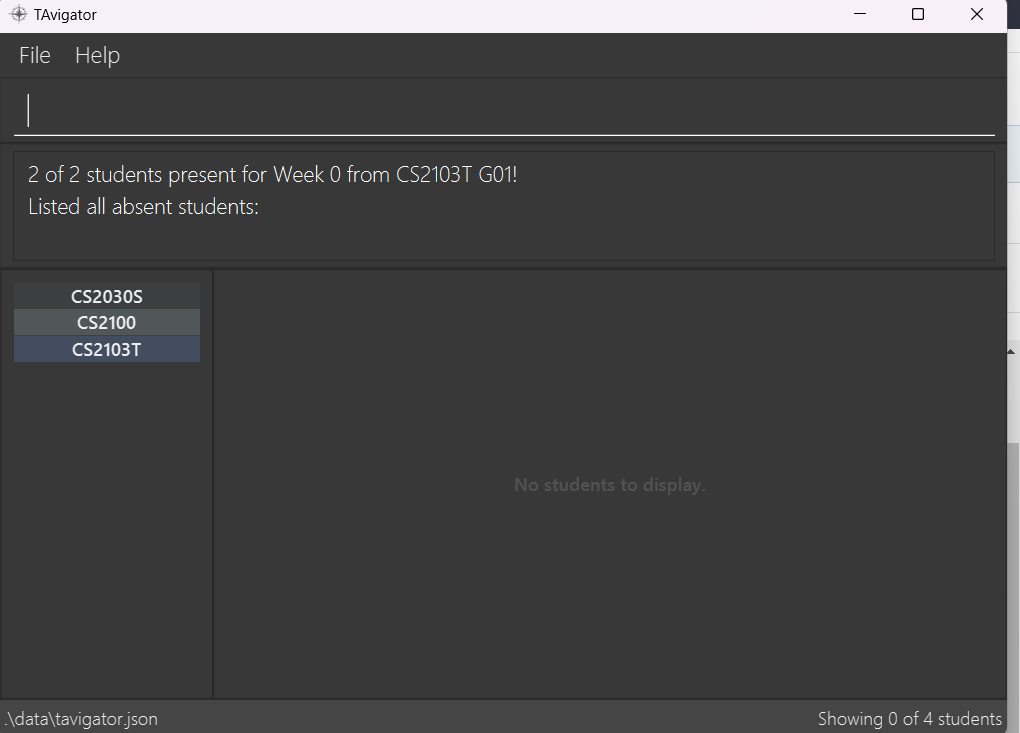 TAvigator
File Help
2 of 2 students present for Week 0 from CS2103T G01!
Listed all absent students:
CS2030S
CS2100
CS2103T
No students to display.
.\data\tavigator.json
Showing 0 of 4 students